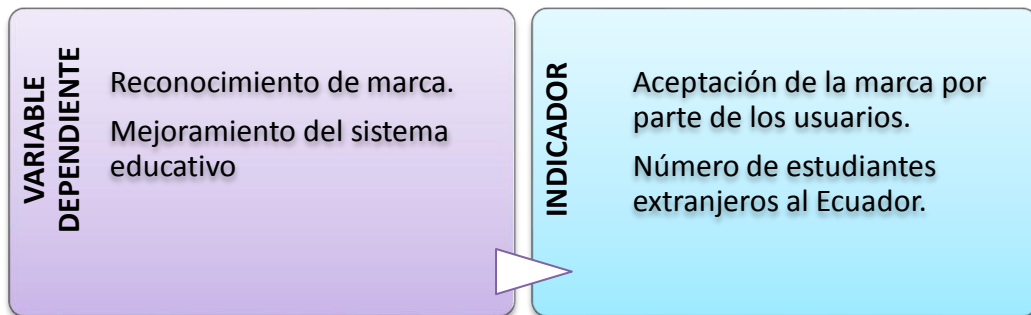 VARIABLE
DEPENDIENTE
Reconocimiento de marca.
Mejoramiento del sistema
educativo
INDICADOR
Aceptación de la marca por
parte de los usuarios.
Número de estudiantes
extranjeros al Ecuador.